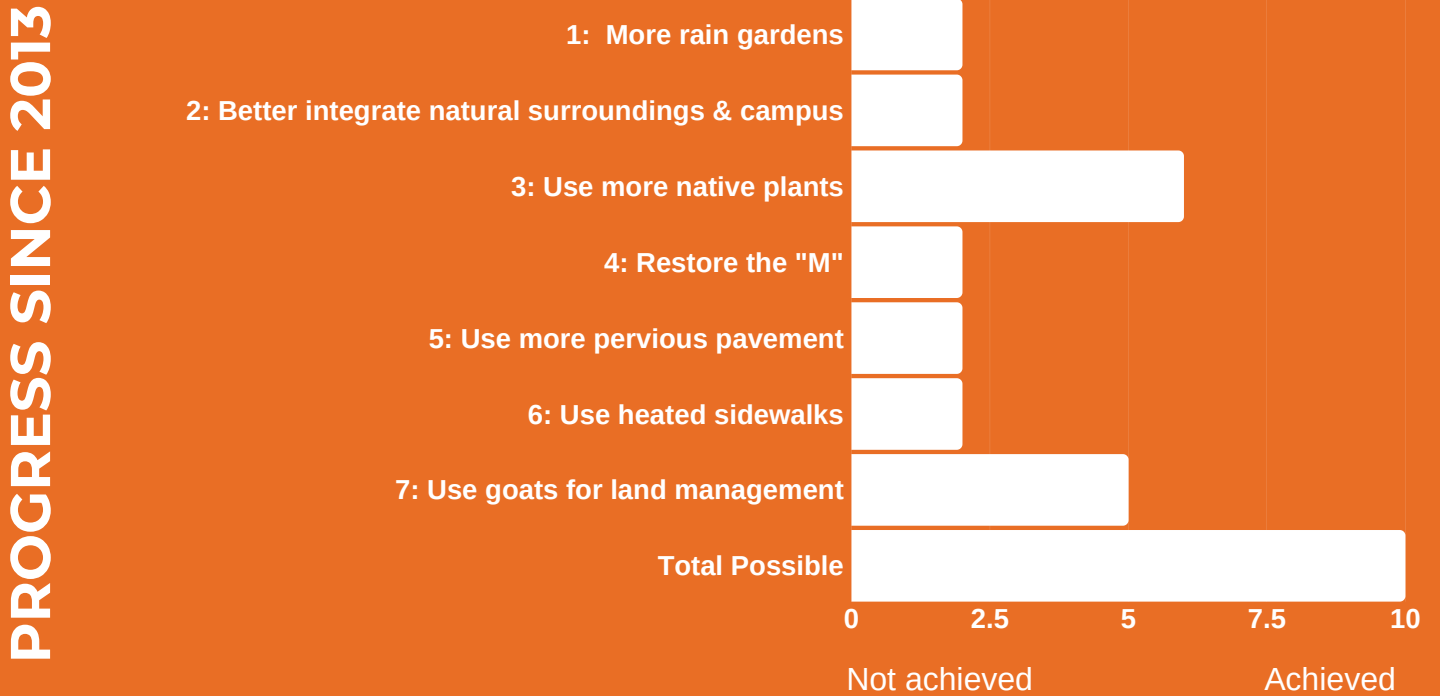 PROGRESS SINCE 2013
1:  More rain gardens
2: Better integrate natural surroundings & campus
3: Use more native plants
4: Restore the "M"
5: Use more pervious pavement
6: Use heated sidewalks
7: Use goats for land management
Total Possible
0 2.5 5 7.5 10
Not achieved Achieved